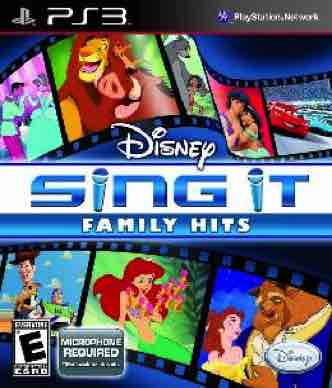 PS3
PlayStation Network
Disney
SING IT
FAMILY HITS
EVERYONE
E
ESRB
MICROPHONE
REQUIRED
Disney